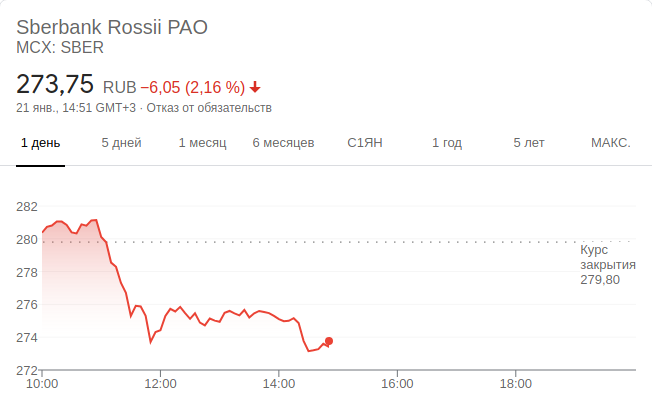 Sberbank Rossii PAO
MCX: SBER
273,75 RUB −6,05 (2,16 %)
21 янв., 14:51 GMT+3 · Отказ от обязательств
1 день 5 дней 1 месяц 6 месяцев С1ЯН 1 год 5 лет МАКС.
282
280
Курс
закрытия
279,80
278
276
274
272
10:00 12:00 14:00 16:00 18:00